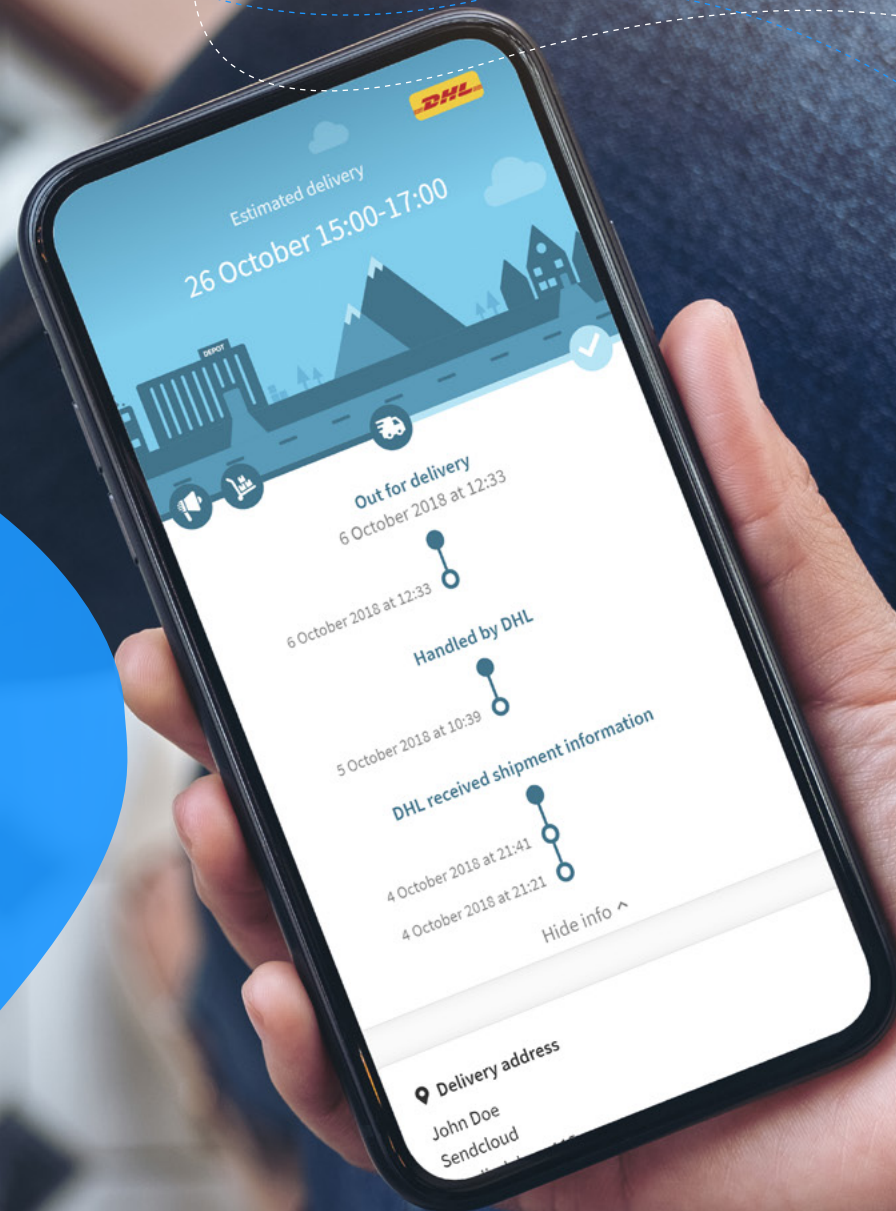 DHL
Estimated delivery
26 October 15:00-17:00
DEPOT
Out for delivery
6 October 2018 at 12:33
6 October 2018 at 12:33
Handled by DHL
5 October 2018 at 10:39
DHL received shipment information
4 October 2018 at 21:41
4 October 2018 at 21:21
Hide info
Delivery address
John Doe
Sendcloud